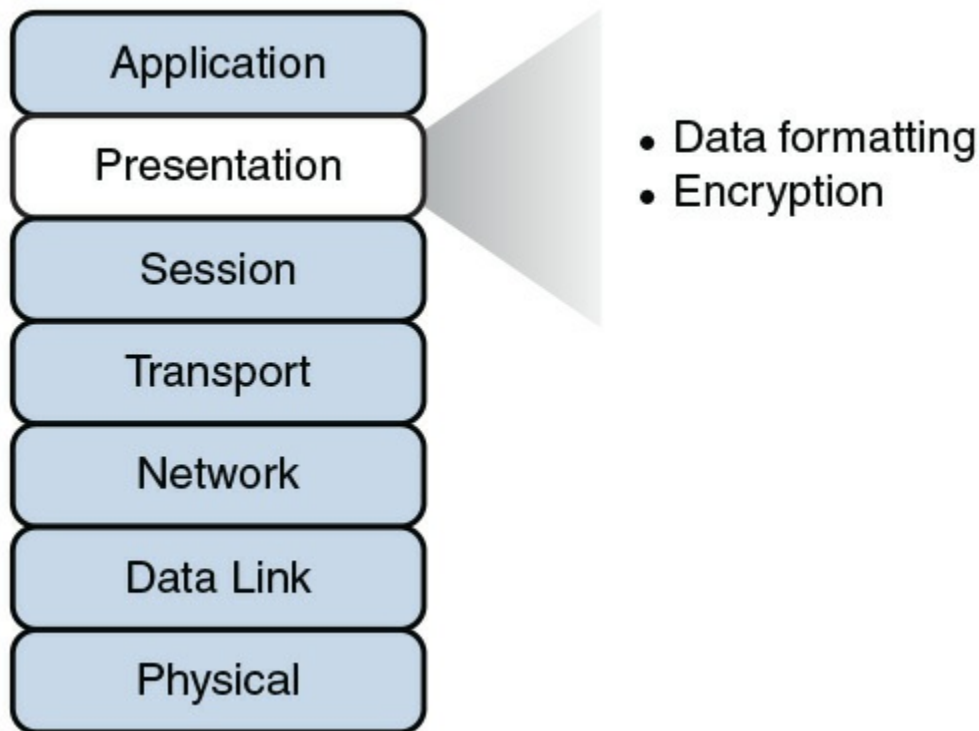 Application
Presentation
• Data formatting
• Encryption
Session
Transport
Network
Data Link
Physical